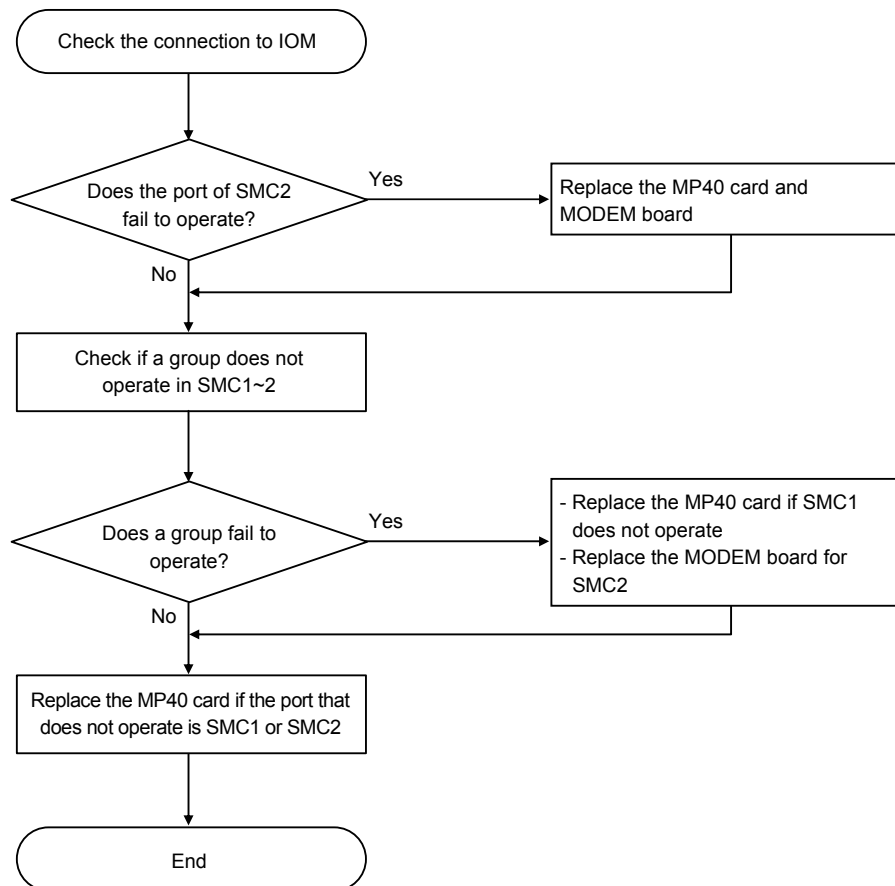 Check the connection to IOM
Does the port of SMC2
fail to operate?
Yes
Replace the MP40 card and
MODEM board
No
Check if a group does not
operate in SMC1~2
Does a group fail to
operate?
Yes
- Replace the MP40 card if SMC1
does not operate
- Replace the MODEM board for
SMC2
No
Replace the MP40 card if the port that
does not operate is SMC1 or SMC2
End